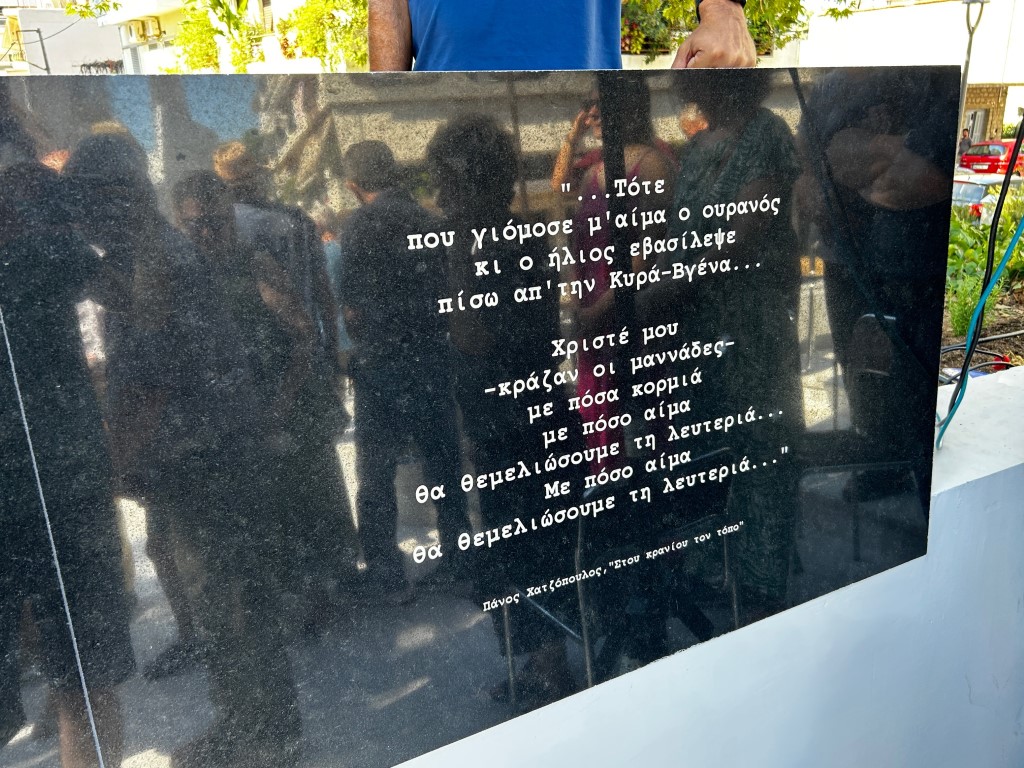 "...Τότε
που γιόμοσε μ'αίμα ο ουρανός
κι ο ήλιος εβασίλεψε
πίσω απ'την Κυρά-Βγένα...
Χριστέ μου
-κράζαν οι μαννάδες-
με πόσα κορμιά
με πόσο αίμα
θα θεμελιώσουμε τη λευτεριά...
Με πόσο αίμα
θα θεμελιώσουμε τη λευτεριά..."
Πάνος Χατζόπουλος,"Στου κρανίου τον τόπο"